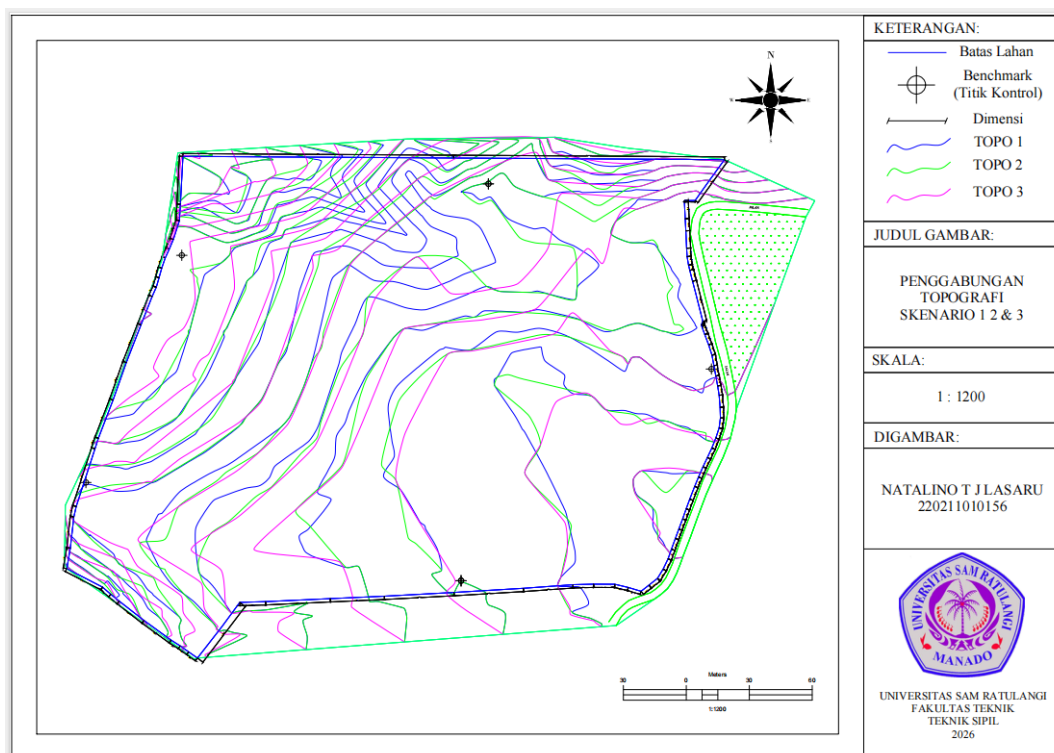 KETERANGAN:
Batas Lahan
Benchmark
(Titik Kontrol)
Dimensi
TOPO 1
TOPO 2
TOPO 3
JUDUL GAMBAR:
PENGGABUNGAN
TOPOGRAFI
SKENARIO 1 2 & 3
SKALA:
1 : 1200
DIGAMBAR:
NATALINO T J LASARU
220211010156
UNIVERSITAS SAM RATULANGI
MANADO
UNIVERSITAS SAM RATULANGI
FAKULTAS TEKNIK
TEKNIK SIPIL
2026
N
Meters
30 0 30 60
1:1200